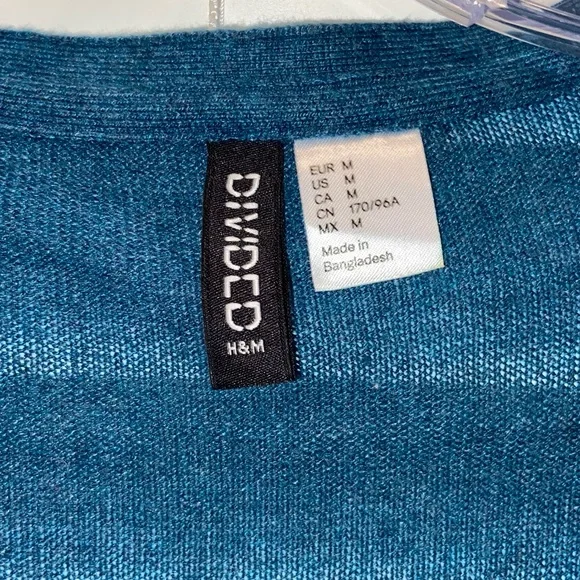 DIVIDED
H&M
EUR M
US M
CA M
CN 170/96A
MX M
Made in
Bangladesh